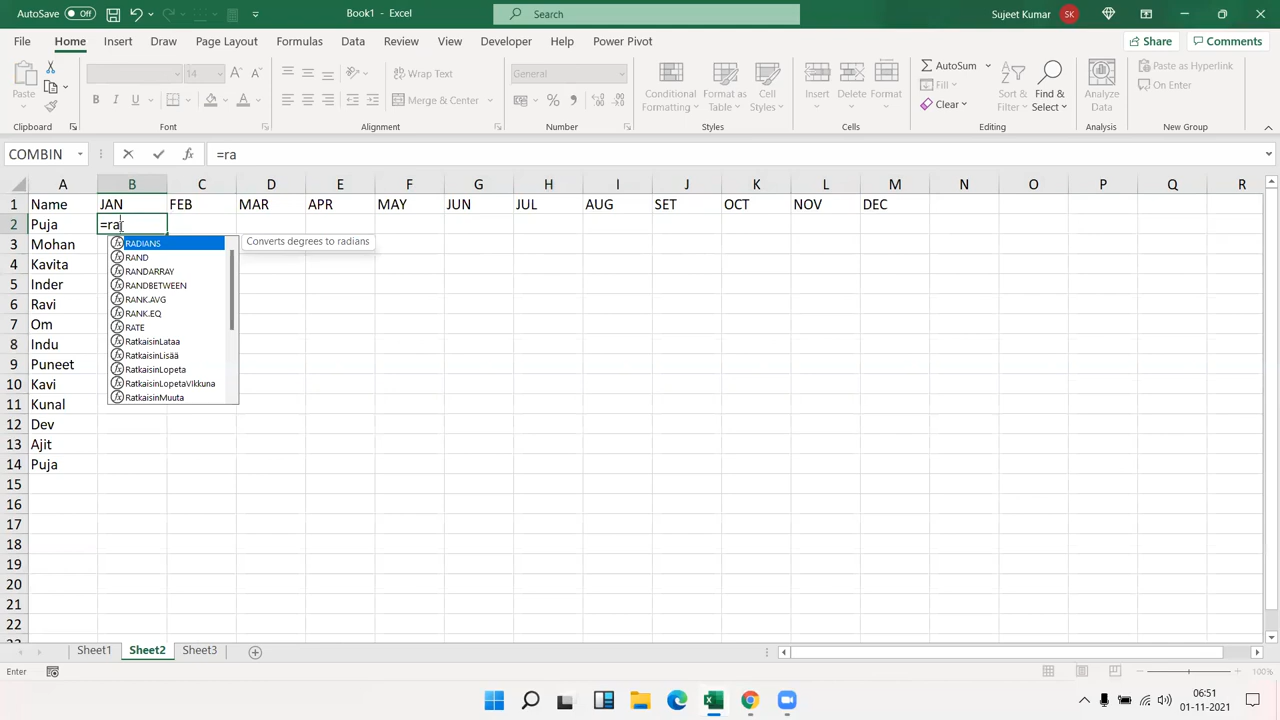 AutoSave Off Book1 - Excel Search Sujeet Kumar SK
File Home Insert Draw Page Layout Formulas Data Review View Developer Help Power Pivot Share Comments
Paste 14 Wrap Text General Conditional Formatting Format as Table Cell Styles Insert Delete Format AutoSum Sort & Filter Find & Select Analyze Data Paste as Hyperlink
B I U Merge & Center Fill Clear On Enter
Clipboard Font Alignment Number Styles Cells Editing Analysis New Group
COMBIN =ra
A B C D E F G H I J K L M N O P Q R
1 Name JAN FEB MAR APR MAY JUN JUL AUG SET OCT NOV DEC
2 Puja =ra
3 Mohan RADIANS Converts degrees to radians
RAND
4 Kavita RANDARRAY
5 Inder RANDBETWEEN
RANK.AVG
6 Ravi RANK.EQ
7 Om RATE
8 Indu RatkaisinLataa
RatkaisinLisää
9 Puneet RatkaisinLopeta
10 Kavi RatkaisinLopetaVIkkuna
RatkaisinMuuta
11 Kunal
12 Dev
13 Ajit
14 Puja
15
16
17
18
19
20
21
22
Sheet1 Sheet2 Sheet3
Enter 100%
06:51
01-11-2021